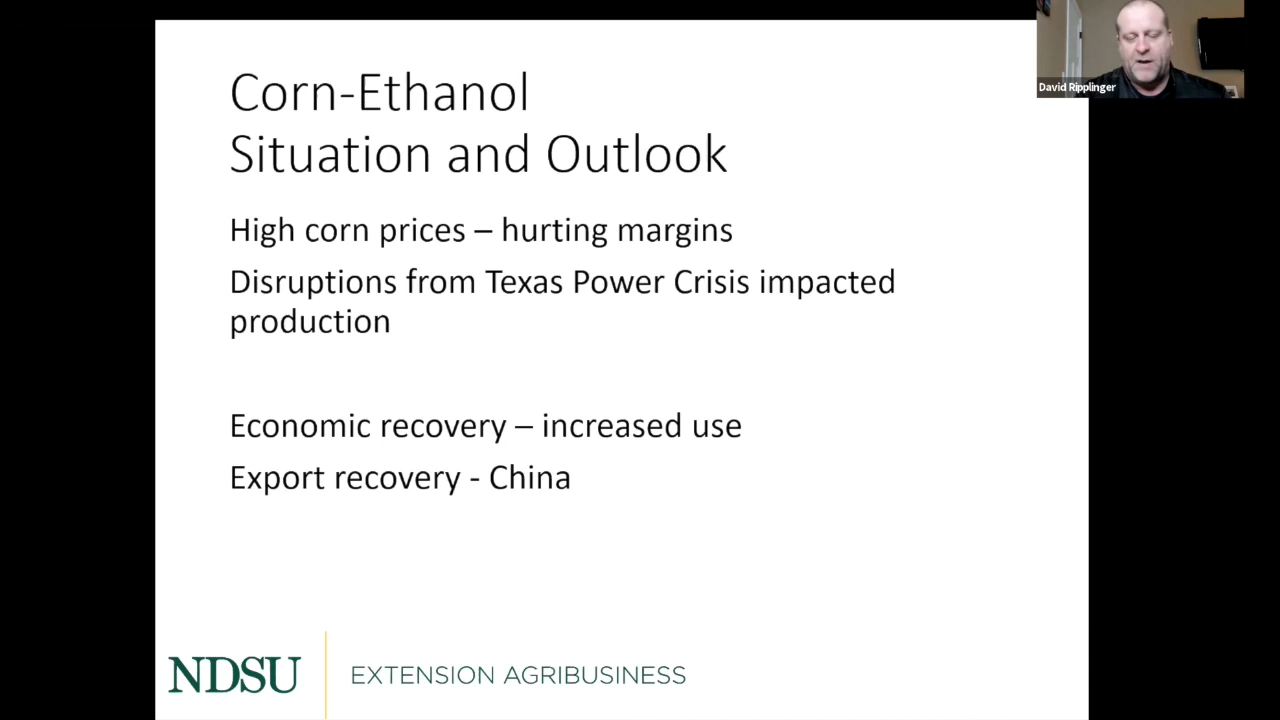 Corn-Ethanol
Situation and Outlook
High corn prices – hurting margins
Disruptions from Texas Power Crisis impacted
production
Economic recovery – increased use
Export recovery - China
NDSU
EXTENSION AGRIBUSINESS
David Ripplinger